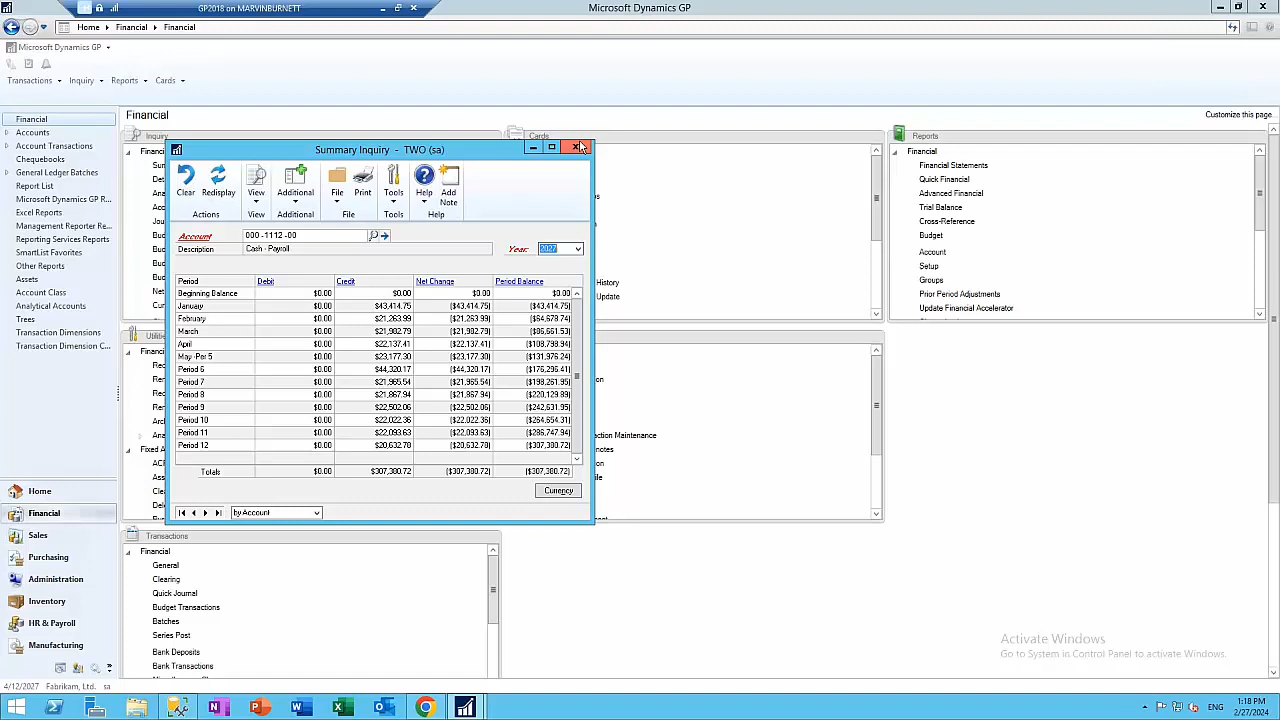 GP2018 on MARVINBURNETT
Microsoft Dynamics GP
Home Financial Financial
Microsoft Dynamics GP
Transactions Inquiry Reports Cards
Financial
Accounts
Account Transactions
Chequebooks
General Ledger Batches
Report List
Microsoft Dynamics GP R...
Excel Reports
Management Reporter Re...
Reporting Services Reports
SmartList Favorites
Other Reports
Assets
Account Class
Analytical Accounts
Trees
Transaction Dimensions
Transaction Dimension C...
Home
Financial
Sales
Purchasing
Administration
Inventory
HR & Payroll
Manufacturing
Financial
Customize this page
Inquiry
Cards
History
Update
Reports
Financial
Financial Statements
Quick Financial
Advanced Financial
Trial Balance
Cross-Reference
Budget
Account
Setup
Groups
Prior Period Adjustments
Update Financial Accelerator
Summary Inquiry - TWO (sa)
Clear Redisplay View Additional File Print Tools Help Add Note
Actions View Additional File Tools Help
Account 000 -1112 -00
Description Cash - Payroll Year: 2027
Period Debit Credit Net Change Period Balance
Beginning Balance $0.00 $0.00 $0.00 $0.00
January $0.00 $43,414.75 ($43,414.75) ($43,414.75)
February $0.00 $21,263.99 ($21,263.99) ($64,678.74)
March $0.00 $21,982.79 ($21,982.79) ($86,661.53)
April $0.00 $22,137.41 ($22,137.41) ($108,798.94)
May -Per 5 $0.00 $23,177.30 ($23,177.30) ($131,976.24)
Period 6 $0.00 $44,320.17 ($44,320.17) ($176,296.41)
Period 7 $0.00 $21,965.54 ($21,965.54) ($198,261.95)
Period 8 $0.00 $21,867.94 ($21,867.94) ($220,129.89)
Period 9 $0.00 $22,502.06 ($22,502.06) ($242,631.95)
Period 10 $0.00 $22,022.36 ($22,022.36) ($264,654.31)
Period 11 $0.00 $22,093.63 ($22,093.63) ($286,747.94)
Period 12 $0.00 $20,632.78 ($20,632.78) ($307,380.72)
Totals $0.00 $307,380.72 ($307,380.72) ($307,380.72)
Currency
by Account
Transactions
Financial
General
Clearing
Quick Journal
Budget Transactions
Batches
Series Post
Bank Deposits
Bank Transactions
Activate Windows
Go to System in Control Panel to activate Windows.
4/12/2027 Fabrikam, Ltd. sa
ENG
1:18 PM
2/27/2024